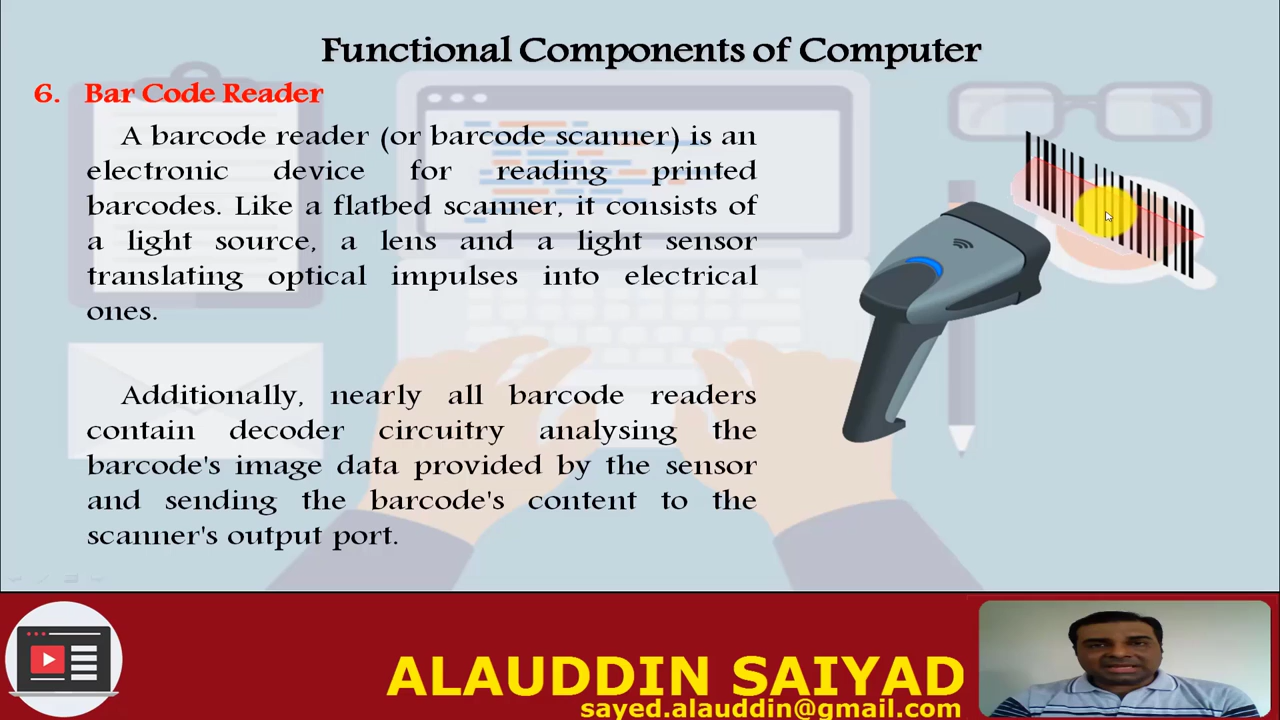 Functional Components of Computer
6. Bar Code Reader
A barcode reader (or barcode scanner) is an
electronic device for reading printed
barcodes. Like a flatbed scanner, it consists of
a light source, a lens and a light sensor
translating optical impulses into electrical
ones.
Additionally, nearly all barcode readers
contain decoder circuitry analysing the
barcode's image data provided by the sensor
and sending the barcode's content to the
scanner's output port.
ALAUDDIN SAIYAD
sayed.alauddin@gmail.com